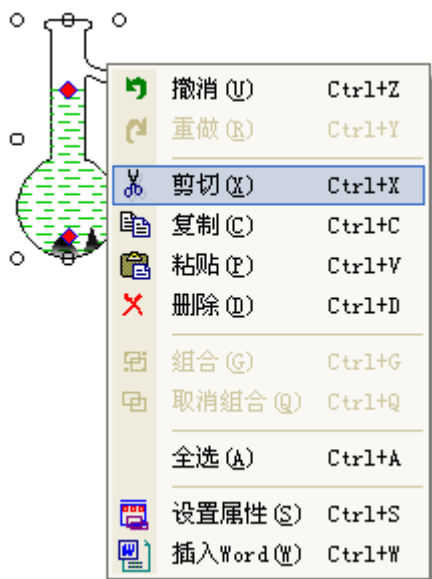 撤消(U) Ctrl+Z
重做(R) Ctrl+Y
剪切(X) Ctrl+X
复制(C) Ctrl+C
粘贴(P) Ctrl+V
删除(D) Ctrl+D
组合(G) Ctrl+G
取消组合(Q) Ctrl+Q
全选(A) Ctrl+A
设置属性(S) Ctrl+S
插入Word(W) Ctrl+W